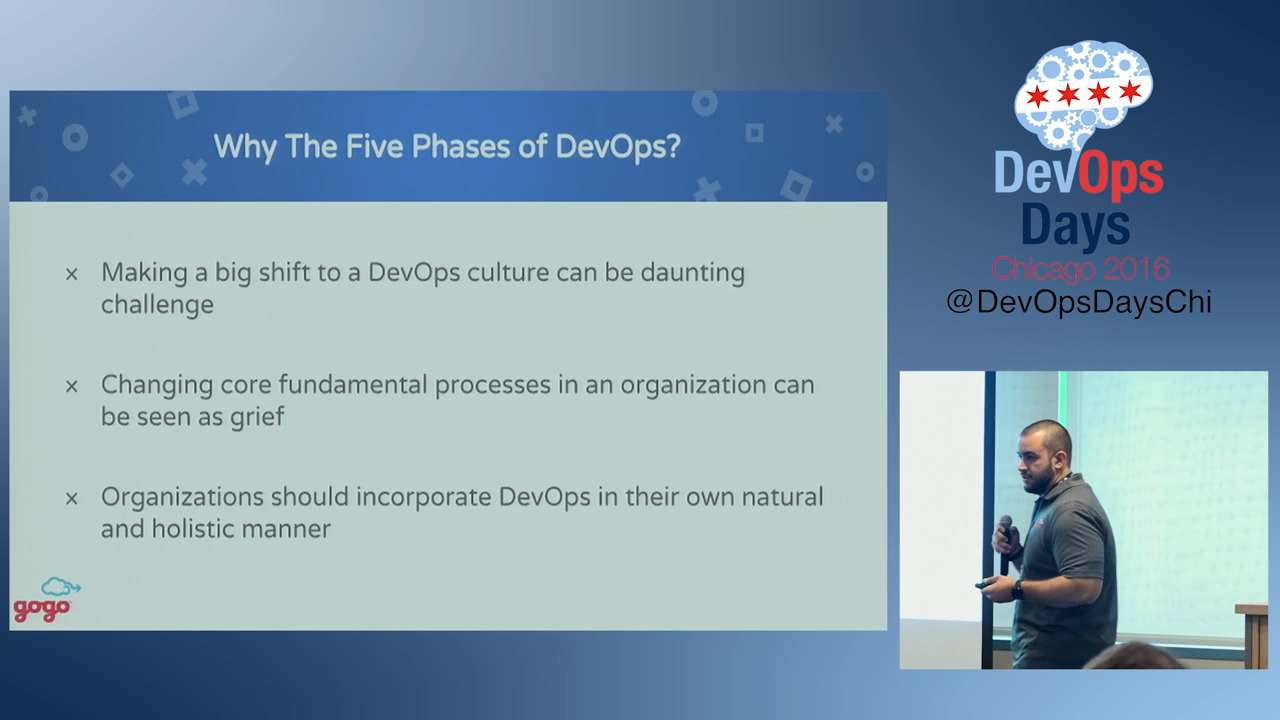 Why The Five Phases of DevOps?
x Making a big shift to a DevOps culture can be daunting
challenge
x Changing core fundamental processes in an organization can
be seen as grief
x Organizations should incorporate DevOps in their own natural
and holistic manner
gogo
DevOps
Days
Chicago 2016
@DevOpsDaysChi